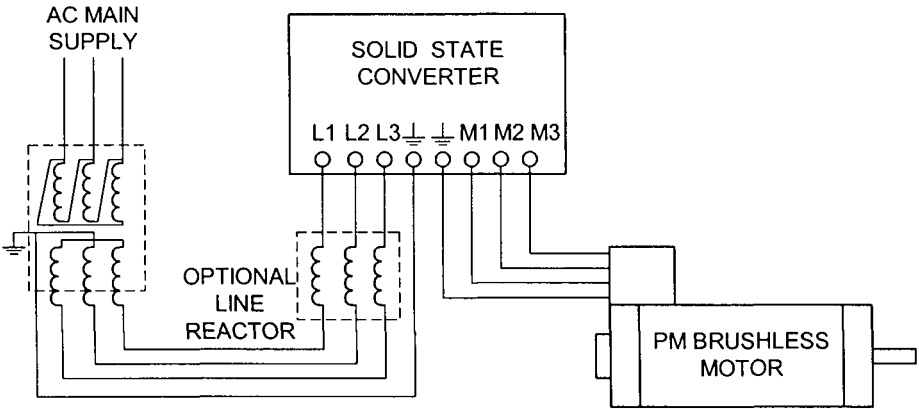 AC MAIN
SUPPLY
SOLID STATE
CONVERTER
L1 L2 L3 M1 M2 M3
OPTIONAL
LINE
REACTOR
PM BRUSHLESS
MOTOR